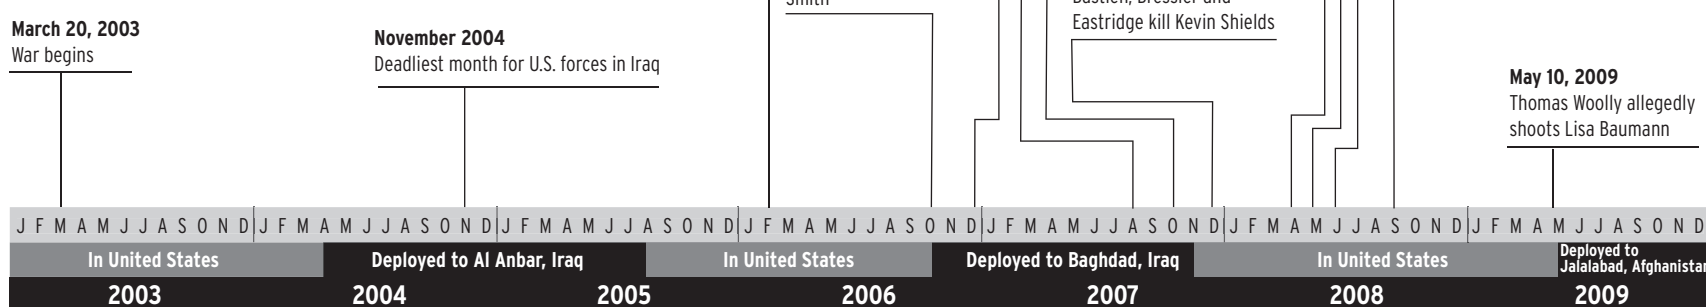 Smith
Bastien, Bressler and
Eastridge kill Kevin Shields
March 20, 2003
War begins
November 2004
Deadliest month for U.S. forces in Iraq
May 10, 2009
Thomas Woolly allegedly
shoots Lisa Baumann
J F M A M J J A S O N D J F M A M J J A S O N D J F M A M J J A S O N D J F M A M J J A S O N D J F M A M J J A S O N D J F M A M J J A S O N D J F M A M J J A S O N D
In United States Deployed to Al Anbar, Iraq In United States Deployed to Baghdad, Iraq In United States Deployed to
Jalalabad, Afghanistan
2003 2004 2005 2006 2007 2008 2009